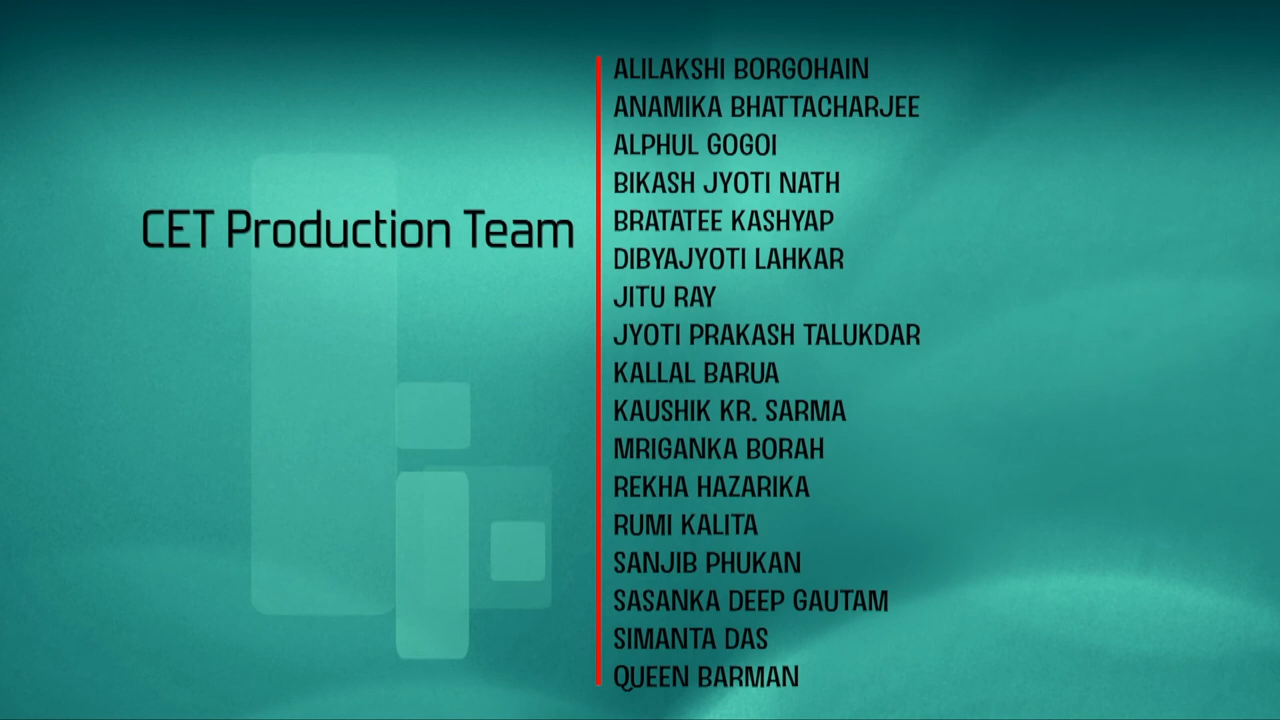 CET Production Team
ALILAKSHI BORGOHAIN
ANAMIKA BHATTACHARJEE
ALPHUL GOGOI
BIKASH JYOTI NATH
BRATATEE KASHYAP
DIBYAJYOTI LAHKAR
JITU RAY
JYOTI PRAKASH TALUKDAR
KALLAL BARUA
KAUSHIK KR. SARMA
MRIGANKA BORAH
REKHA HAZARIKA
RUMI KALITA
SANJIB PHUKAN
SASANKA DEEP GAUTAM
SIMANTA DAS
QUEEN BARMAN